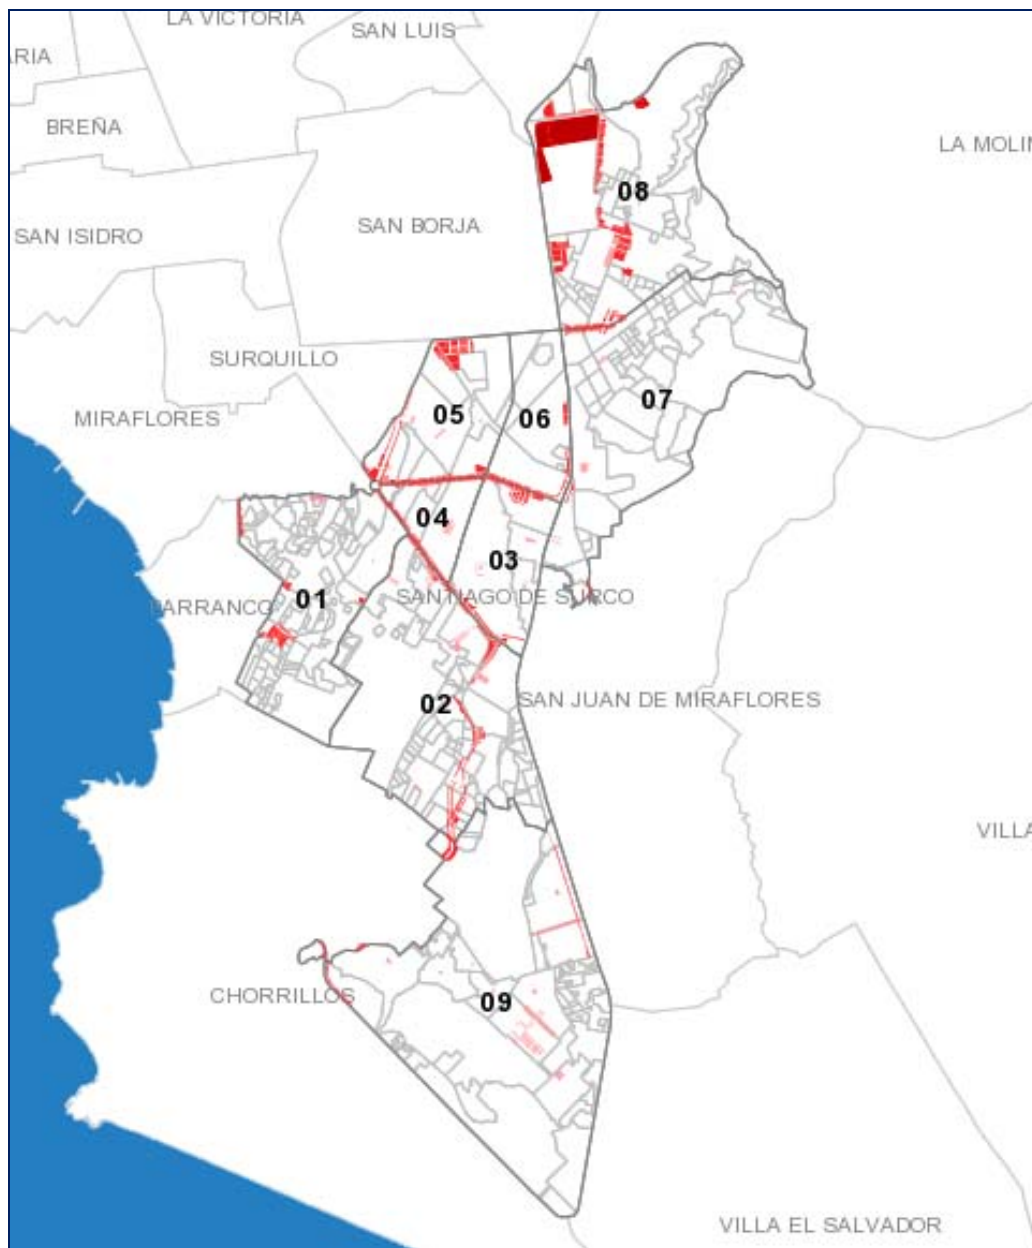 LA VICTORIA
SAN LUIS
ARIA
BREÑA
LA MOLIN
08
SAN BORJA
SAN ISIDRO
SURQUILLO
07
MIRAFLORES
05
06
04
03
01
BARRANCO
SANTIAGO DE SURCO
02
SAN JUAN DE MIRAFLORES
VILLA
CHORRILLOS
09
VILLA EL SALVADOR